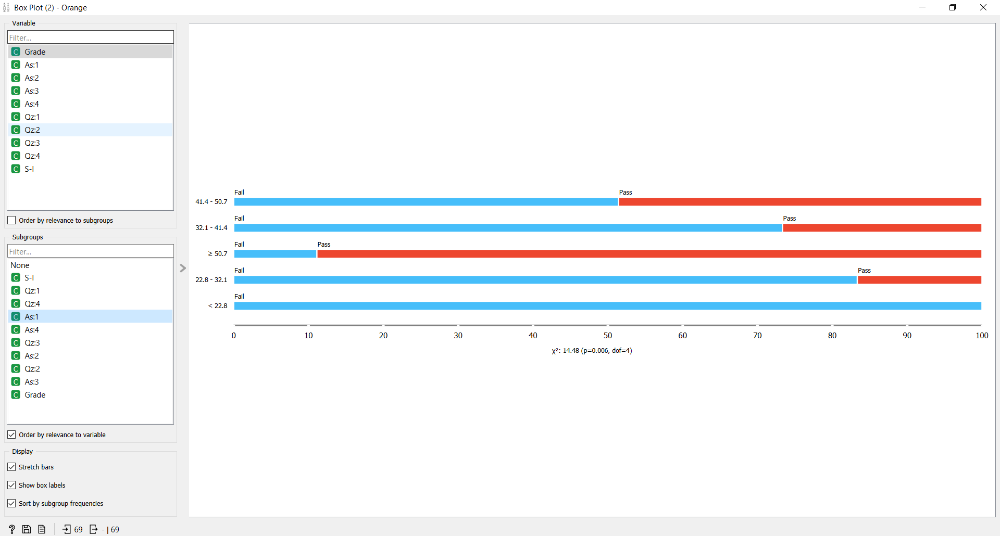 Box Plot (2) - Orange
Variable
Filter...
C Grade
C As:1
C As:2
C As:3
C As:4
C Qz:1
C Qz:2
C Qz:3
C Qz:4
C S-I
Order by relevance to subgroups
Subgroups
Filter...
None
C S-I
C Qz:1
C Qz:4
C As:1
C As:4
C Qz:3
C As:2
C Qz:2
C As:3
C Grade
Order by relevance to variable
Display
Stretch bars
Show box labels
Sort by subgroup frequencies
? 69 - | 69
Fail Pass
41.4 - 50.7
Fail Pass
32.1 - 41.4
Fail Pass
≥ 50.7
Fail Pass
22.8 - 32.1
Fail
< 22.8
0 10 20 30 40 50 60 70 80 90 100
χ²: 14.48 (p=0.006, dof=4)